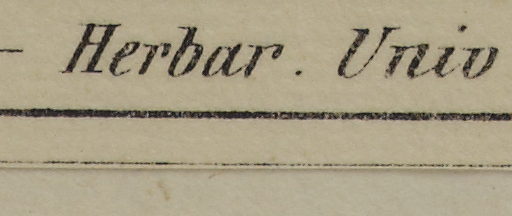 – Herbar. Univ